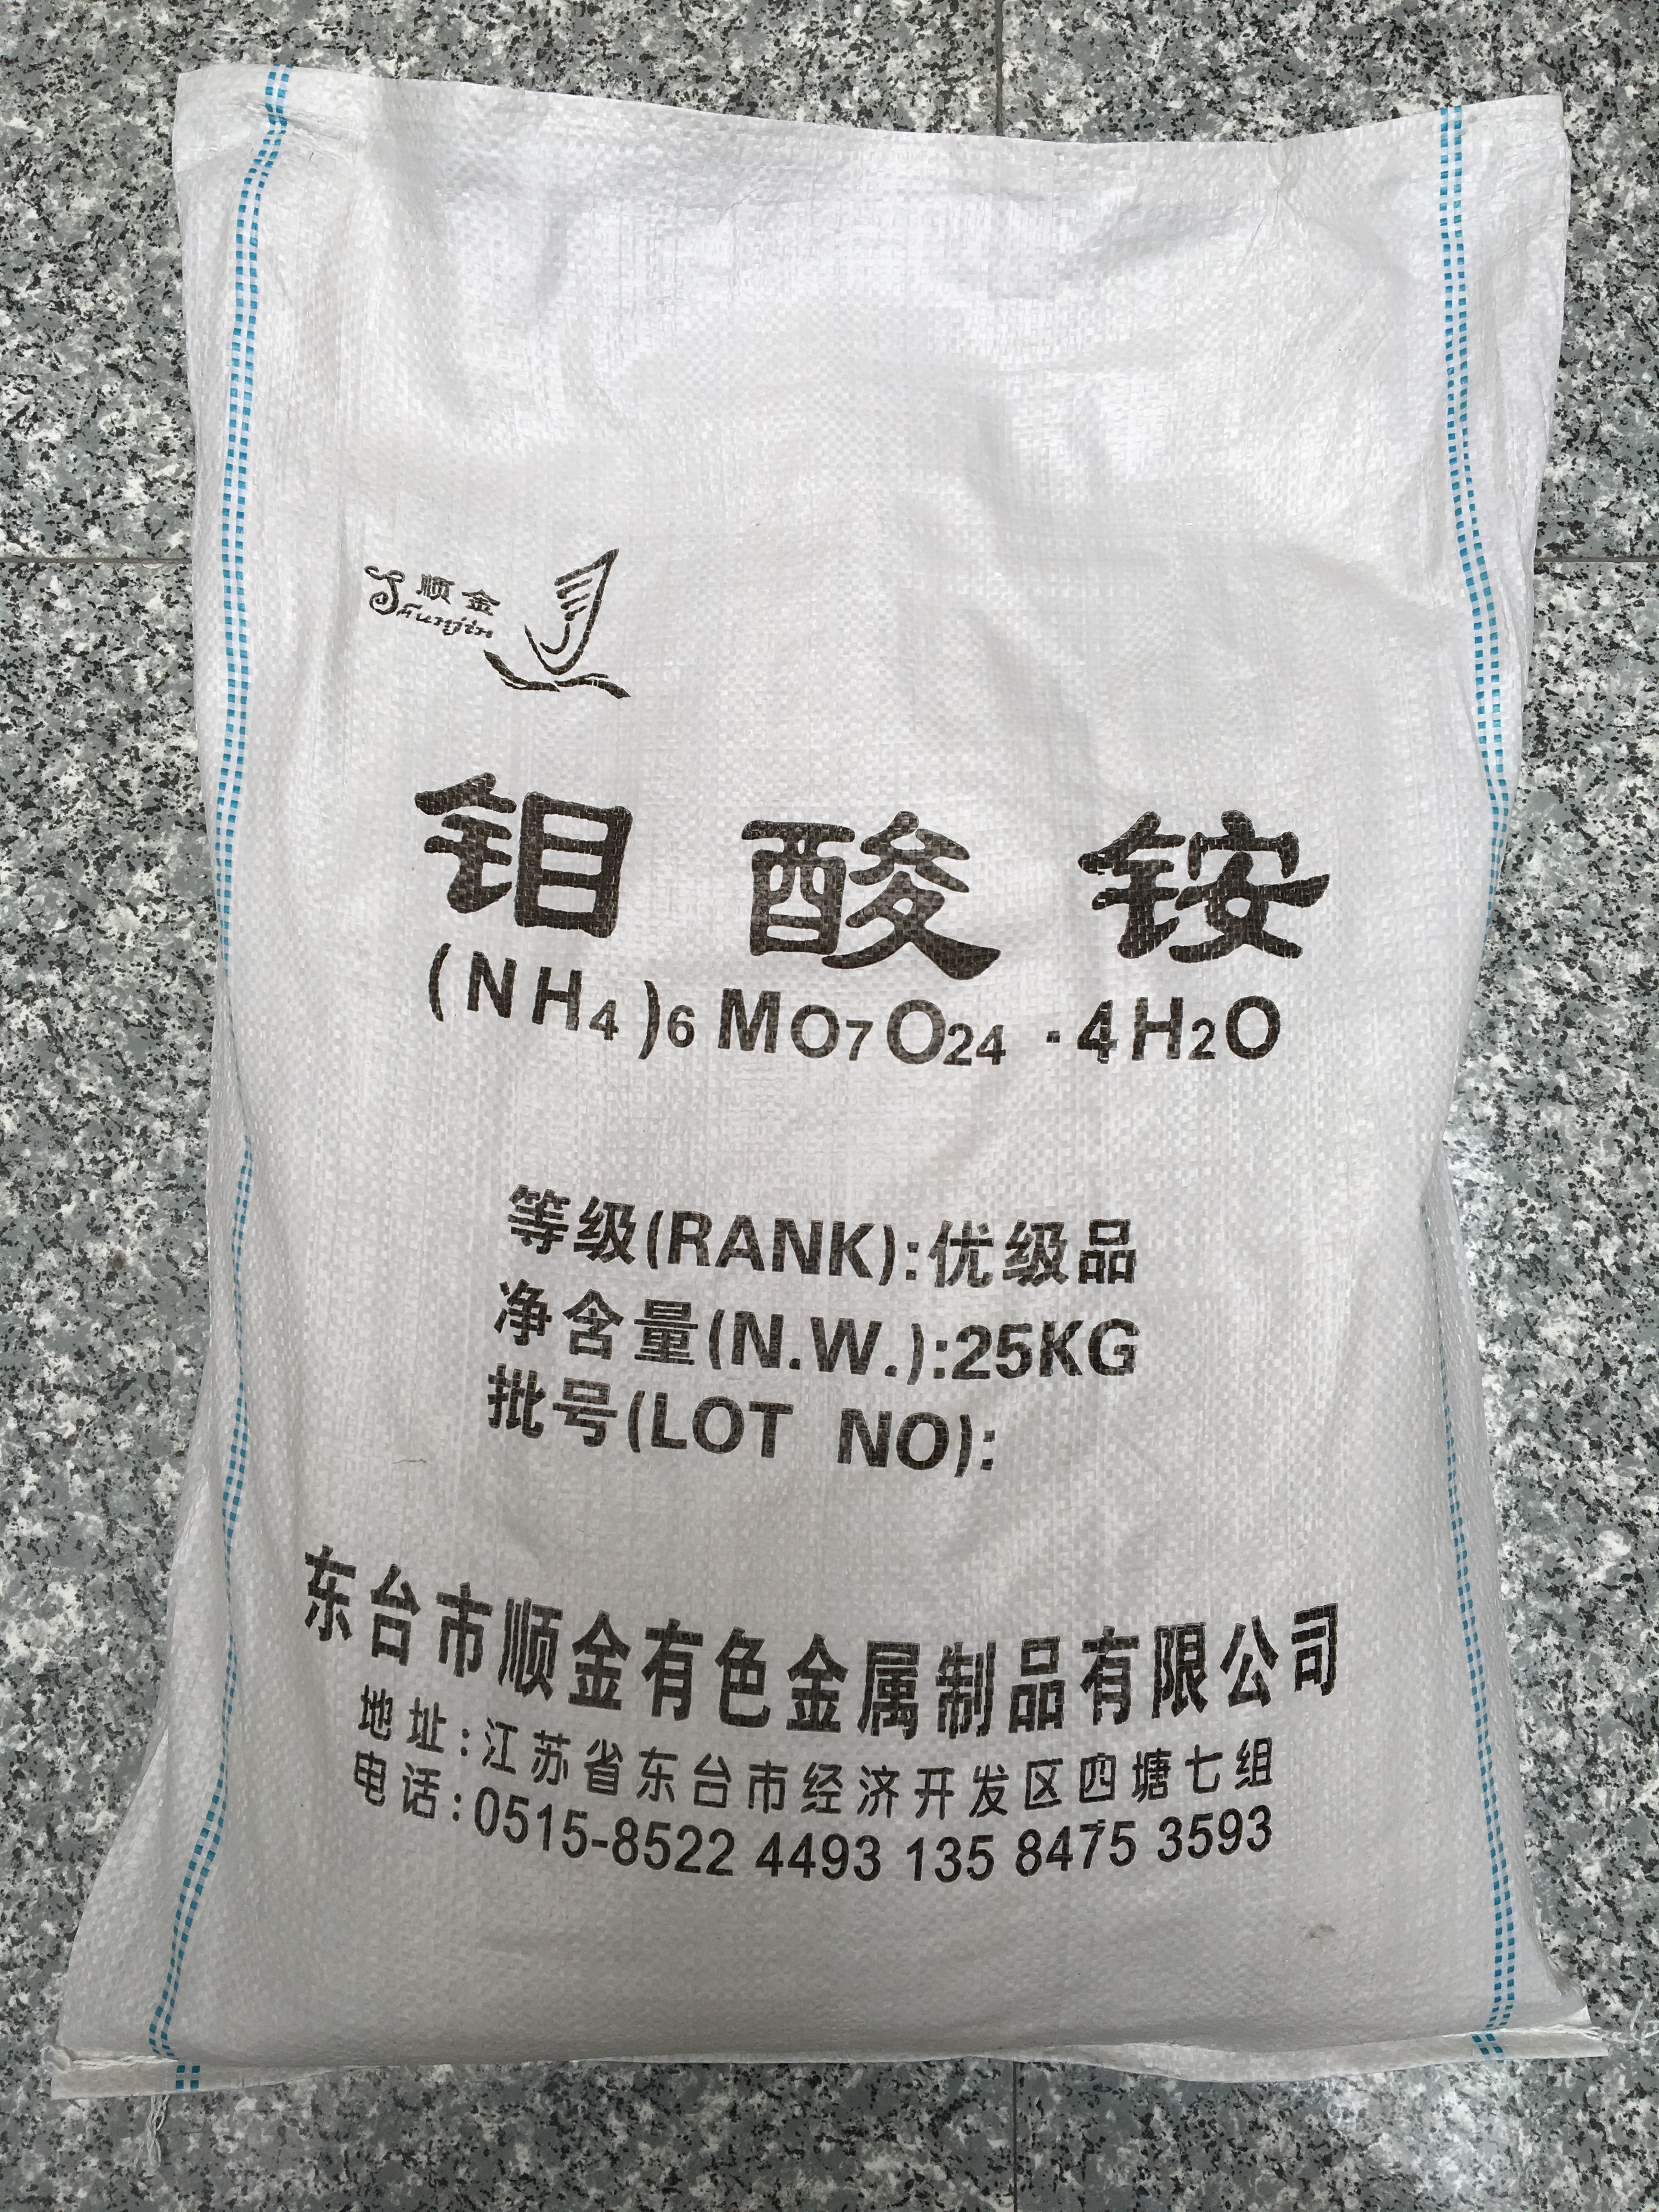 顺金
Shunjin
钼酸铵
(NH4)6MO7O24·4H2O
等级(RANK):优级品
净含量(N.W.):25KG
批号(LOT NO):
东台市顺金有色金属制品有限公司
地址:江苏省东台市经济开发区四塘七组
电话:0515-8522 4493 135 8475 3593